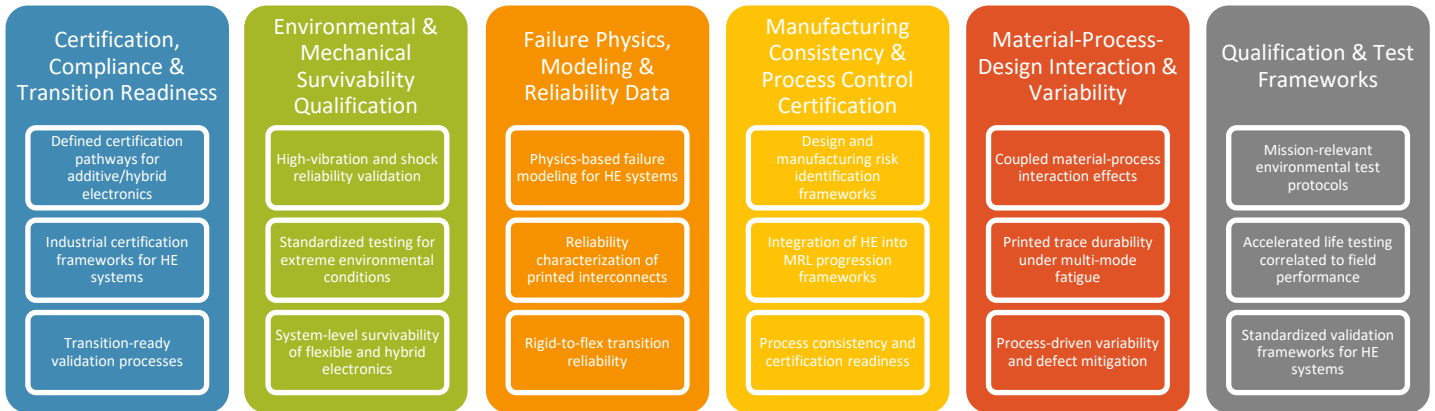 Certification,
Compliance &
Transition Readiness
Defined certification
pathways for
additive/hybrid
electronics
Industrial certification
frameworks for HE
systems
Transition-ready
validation processes
Environmental &
Mechanical
Survivability
Qualification
High-vibration and shock
reliability validation
Standardized testing for
extreme environmental
conditions
System-level survivability
of flexible and hybrid
electronics
Failure Physics,
Modeling &
Reliability Data
Physics-based failure
modeling for HE systems
Reliability
characterization of
printed interconnects
Rigid-to-flex transition
reliability
Manufacturing
Consistency &
Process Control
Certification
Design and
manufacturing risk
identification
frameworks
Integration of HE into
MRL progression
frameworks
Process consistency and
certification readiness
Material-Process-
Design Interaction &
Variability
Coupled material-process
interaction effects
Printed trace durability
under multi-mode
fatigue
Process-driven variability
and defect mitigation
Qualification & Test
Frameworks
Mission-relevant
environmental test
protocols
Accelerated life testing
correlated to field
performance
Standardized validation
frameworks for HE
systems